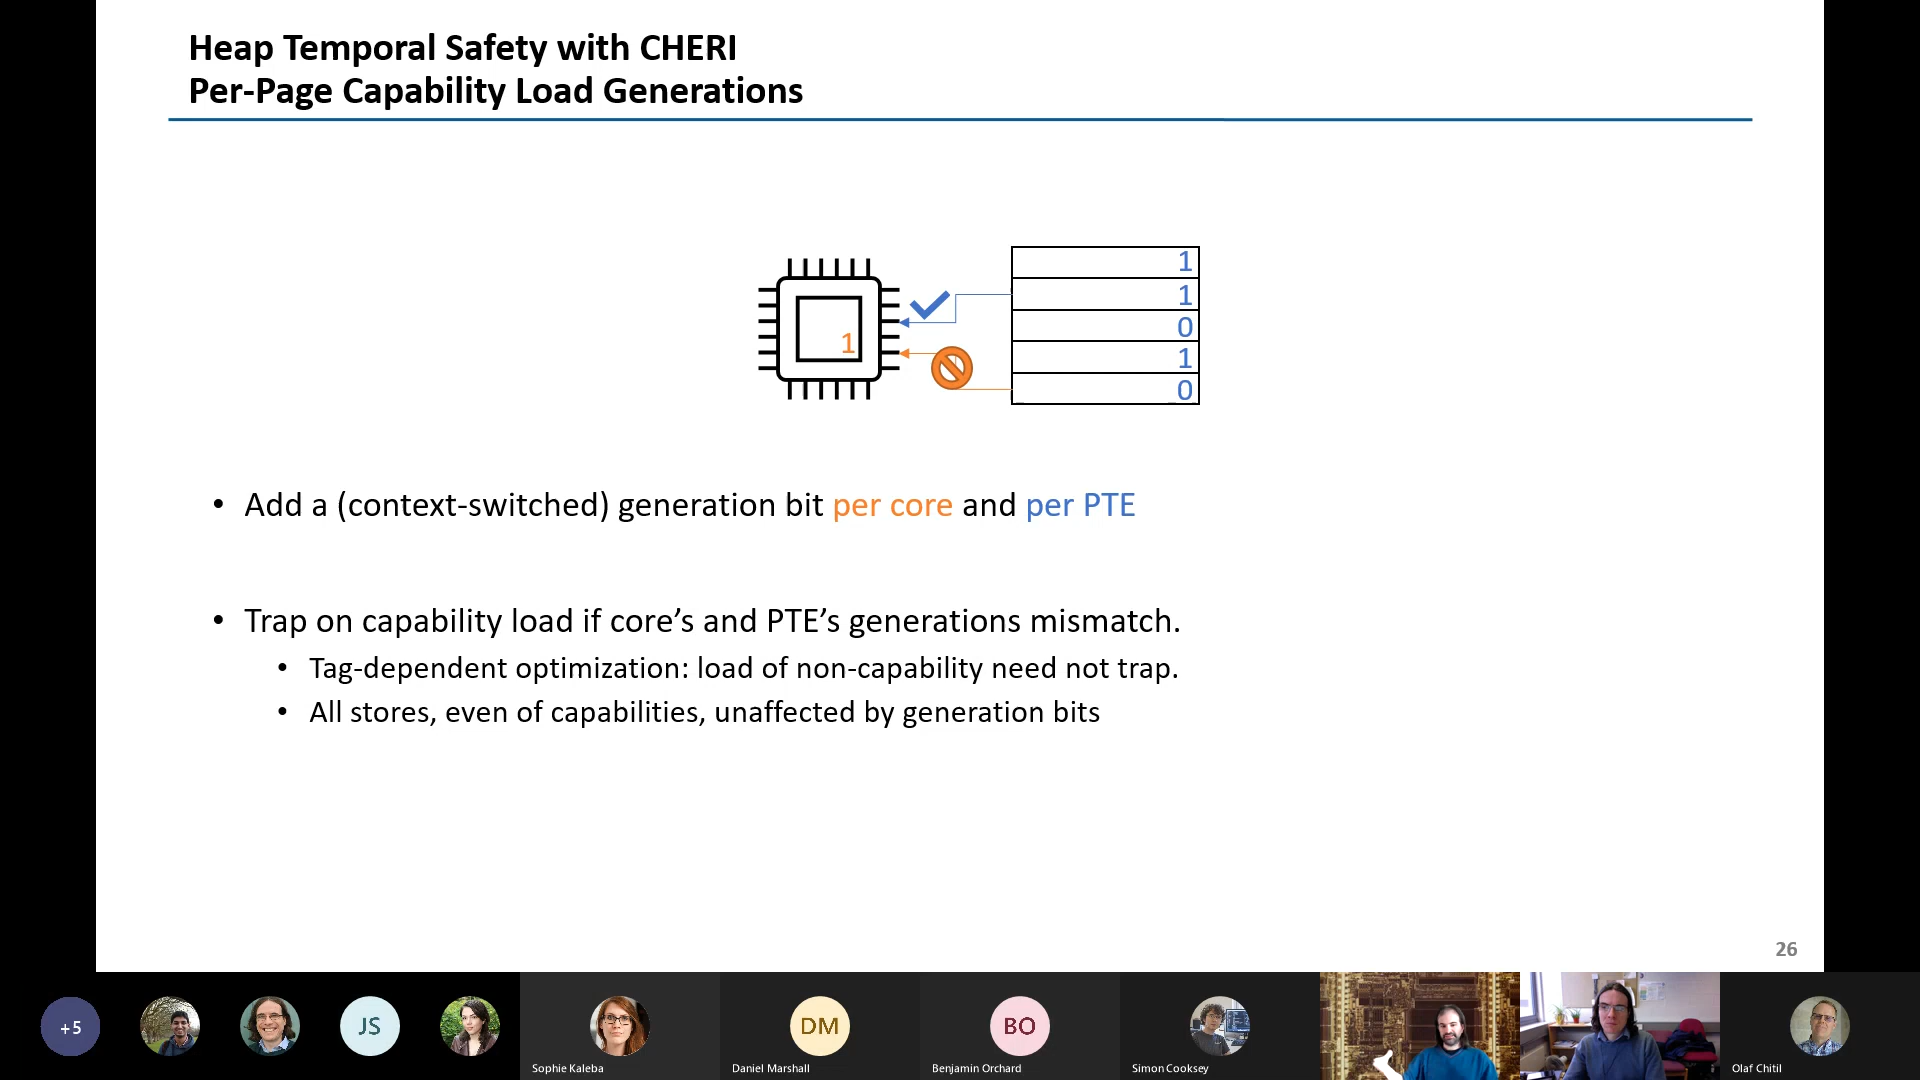 Heap Temporal Safety with CHERI
Per-Page Capability Load Generations
1
1
1
0
1
0
• Add a (context-switched) generation bit per core and per PTE
• Trap on capability load if core’s and PTE’s generations mismatch.
• Tag-dependent optimization: load of non-capability need not trap.
• All stores, even of capabilities, unaffected by generation bits
26
+5
JS
Sophie Kaleba
DM
Daniel Marshall
BO
Benjamin Orchard
Simon Cooksey
Olaf Chitil